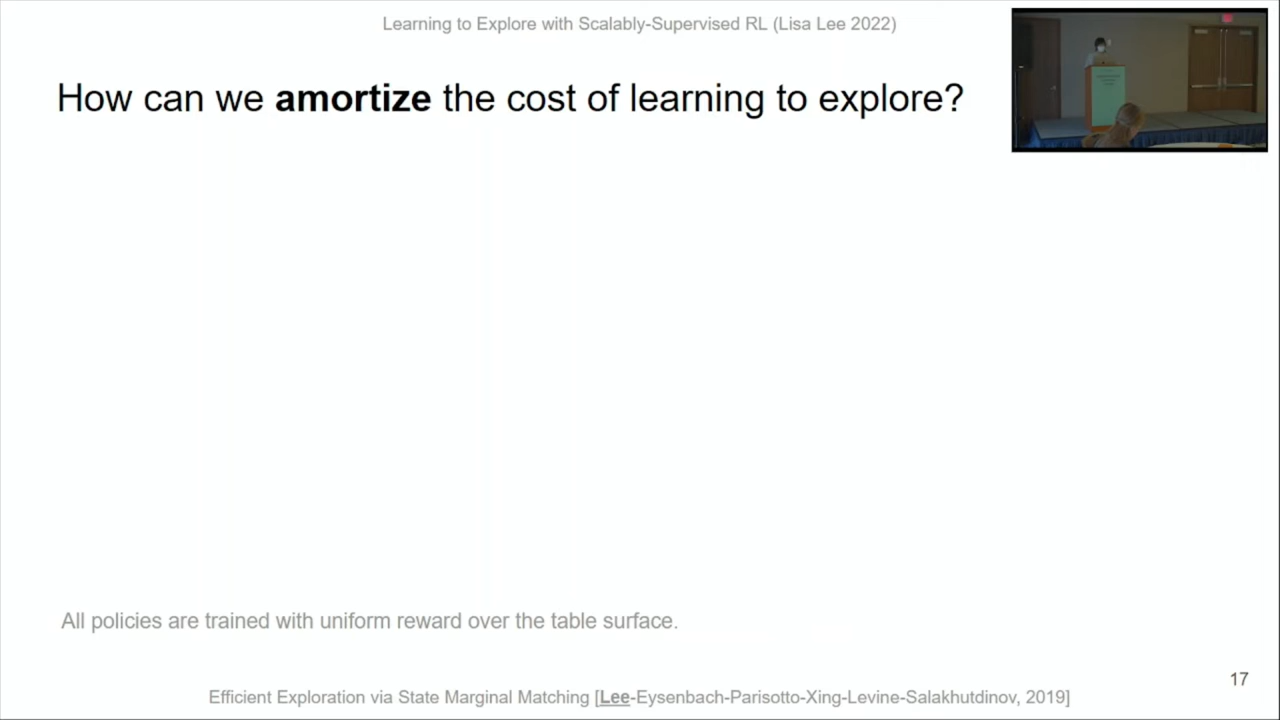 Learning to Explore with Scalably-Supervised RL (Lisa Lee 2022)
How can we amortize the cost of learning to explore?
All policies are trained with uniform reward over the table surface.
17
Efficient Exploration via State Marginal Matching [Lee-Eysenbach-Parisotto-Xing-Levine-Salakhutdinov, 2019]